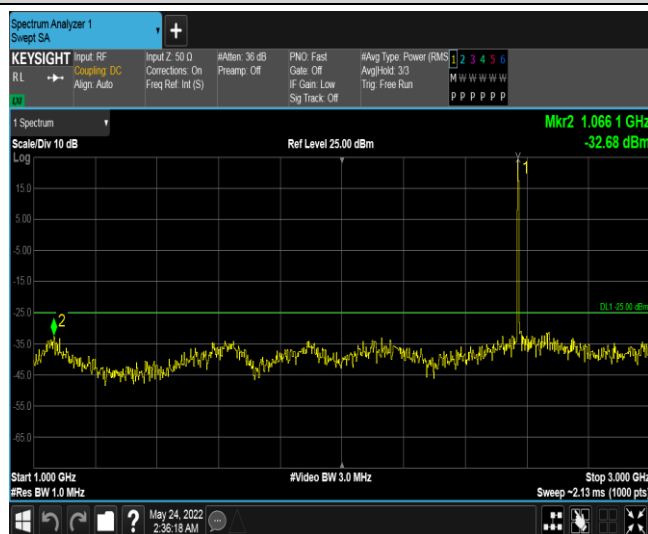 Spectrum Analyzer 1
Swept SA
KEYSIGHT
RL
Input: RF
Coupling: DC
Align: Auto
Input Z: 50 Ω
Corrections: On
Freq Ref: Int (S)
#Atten: 36 dB
Preamp: Off
PNO: Fast
Gate: Off
IF Gain: Low
Sig Track: Off
#Avg Type: Power (RMS
Avg|Hold: 3/3
Trig: Free Run
1 2 3 4 5 6
M W W W W W
P P P P P P
1 Spectrum
Scale/Div 10 dB
Ref Level 25.00 dBm
Mkr2 1.066 1 GHz
-32.68 dBm
Log
1
15.0
5.00
-5.00
-15.0
-25.0
DL1 -25.00 dBm
2
-35.0
-45.0
-55.0
-65.0
Start 1.000 GHz
#Video BW 3.0 MHz
Stop 3.000 GHz
#Res BW 1.0 MHz
Sweep ~2.13 ms (1000 pts)
?
May 24, 2022
2:36:18 AM